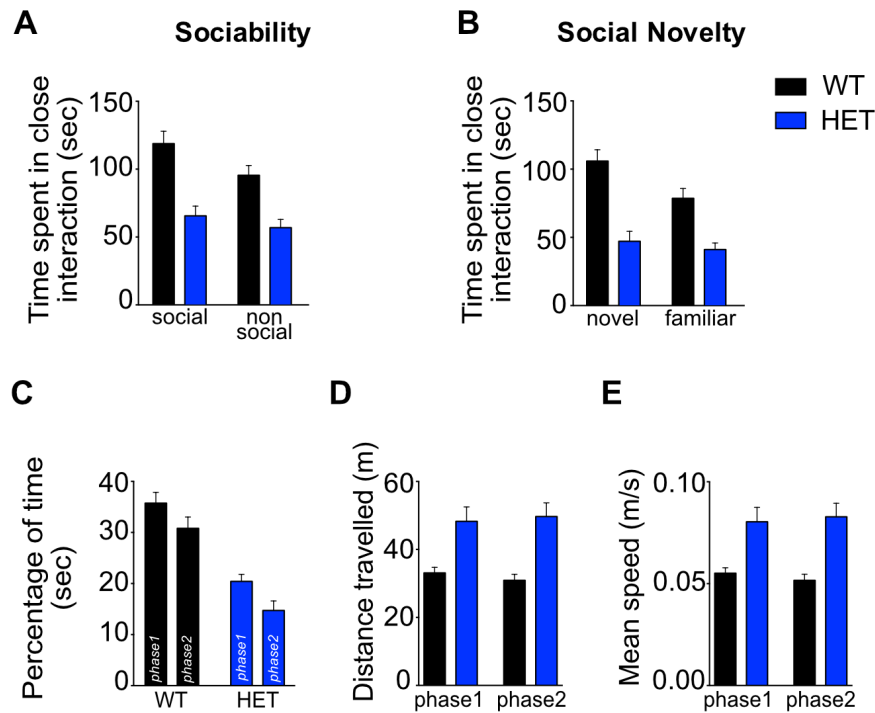 A
Sociability
Time spent in close
interaction (sec)
150
100
50
0
social
non
social
B
Social Novelty
Time spent in close
interaction (sec)
150
100
50
0
novel
familiar
WT
HET
C
Percentage of time
(sec)
40
30
20
10
0
phase1
phase2
phase1
phase2
WT
HET
D
Distance travelled (m)
60
40
20
0
phase1
phase2
E
Mean speed (m/s)
0.10
0.05
0.00
phase1
phase2